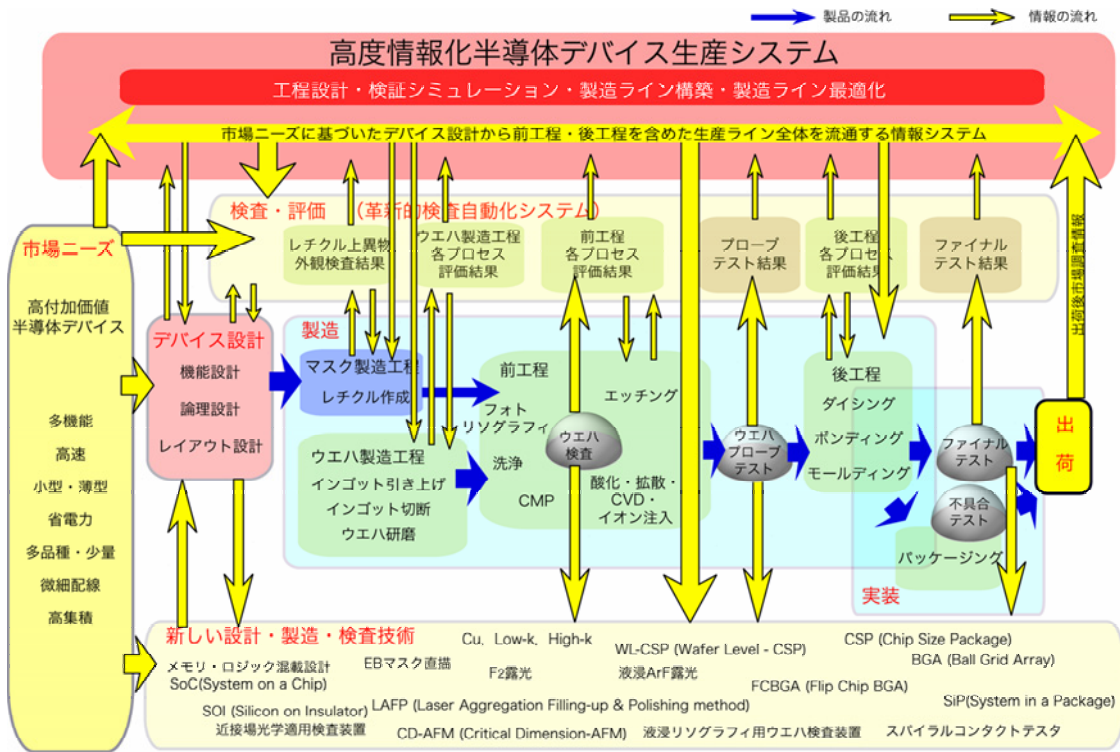 製品の流れ
情報の流れ
高度情報化半導体デバイス生産システム
工程設計・検証シミュレーション・製造ライン構築・製造ライン最適化
市場ニーズに基づいたデバイス設計から前工程・後工程を含めた生産ライン全体を流通する情報システム
検査・評価 (革新的検査自動化システム)
レチクル上異物
外観検査結果
ウエハ製造工程
各プロセス
評価結果
前工程
各プロセス
評価結果
プローブ
テスト結果
後工程
各プロセス
評価結果
ファイナル
テスト結果
出荷後市場調査情報
市場ニーズ
高付加価値
半導体デバイス
多機能
高速
小型・薄型
省電力
多品種・少量
微細配線
高集積
デバイス設計
機能設計
論理設計
レイアウト設計
製造
マスク製造工程
レチクル作成
ウエハ製造工程
インゴット引き上げ
インゴット切断
ウエハ研磨
前工程
フォト
リソグラフィ
洗浄
CMP
エッチング
ウエハ
検査
酸化・拡散・
CVD・
イオン注入
ウエハ
プローブ
テスト
後工程
ダイシング
ボンディング
モールディング
ファイナル
テスト
不具合
テスト
パッケージング
実装
出
荷
新しい設計・製造・検査技術
メモリ・ロジック混載設計
SoC(System on a Chip)
EBマスク直描
Cu、Low-k、High-k
F2露光
WL-CSP (Wafer Level - CSP)
液浸ArF露光
CSP (Chip Size Package)
BGA (Ball Grid Array)
FCBGA (Flip Chip BGA)
SiP(System in a Package)
SOI (Silicon on Insulator)
近接場光学適用検査装置
LAFP (Laser Aggregation Filling-up & Polishing method)
CD-AFM (Critical Dimension-AFM)
液浸リソグラフィ用ウエハ検査装置
スパイラルコンタクトテスタ